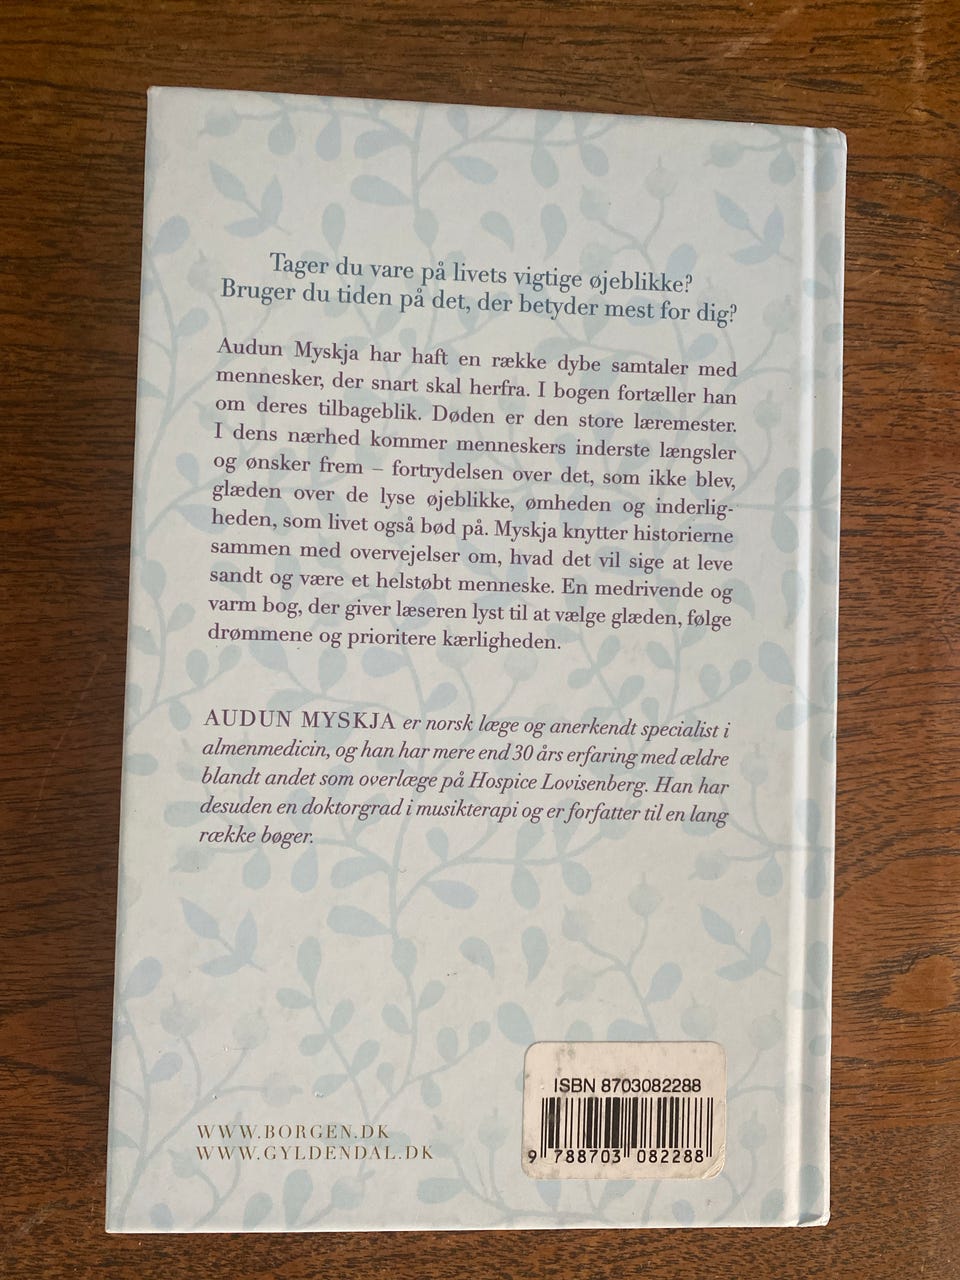 Tager du vare på livets vigtige øjeblikke?
Bruger du tiden på det, der betyder mest for dig?
Audun Myskja har haft en række dybe samtaler med
mennesker, der snart skal herfra. I bogen fortæller han
om deres tilbageblik. Døden er den store læremester.
I dens nærhed kommer menneskers inderste længsler
og ønsker frem – fortrydelsen over det, som ikke blev,
glæden over de lyse øjeblikke, ømheden og inderlig-
heden, som livet også bød på. Myskja knytter historierne
sammen med overvejelser om, hvad det vil sige at leve
sandt og være et helstøbt menneske. En medrivende og
varm bog, der giver læseren lyst til at vælge glæden, følge
drømmene og prioritere kærligheden.
AUDUN MYSKJA er norsk læge og anerkendt specialist i
almenmedicin, og han har mere end 30 års erfaring med ældre
blandt andet som overlæge på Hospice Lovisenberg. Han har
desuden en doktorgrad i musikterapi og er forfatter til en lang
række bøger.
WWW.BORGEN.DK
WWW.GYLDENDAL.DK
ISBN 8703082288
9 788703 082288